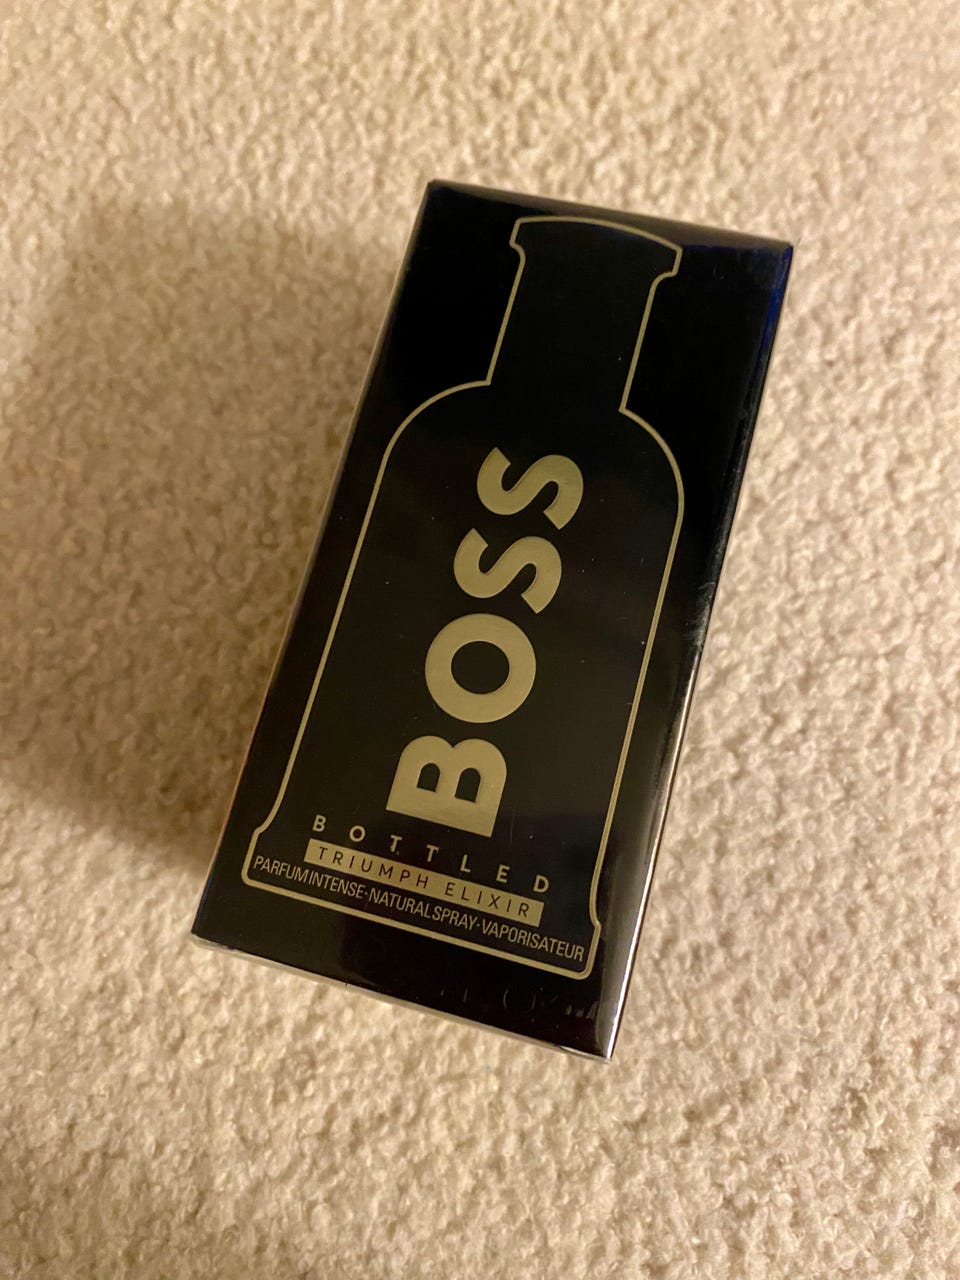 BOSS
BOTTLED
TRIUMPH ELIXIR
PARFUM INTENSE·NATURAL SPRAY·VAPORISATEUR